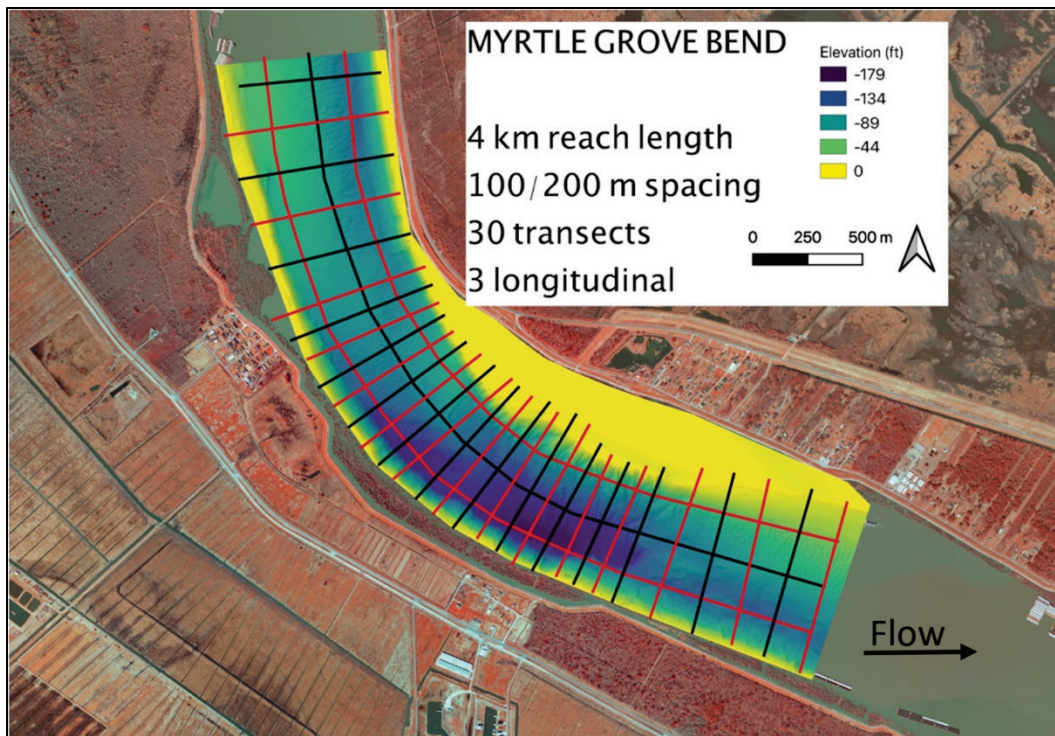 MYRTLE GROVE BEND
4 km reach length
100/200 m spacing
30 transects
3 longitudinal
Elevation (ft)
-179
-134
-89
-44
0
0 250 500 m
Flow